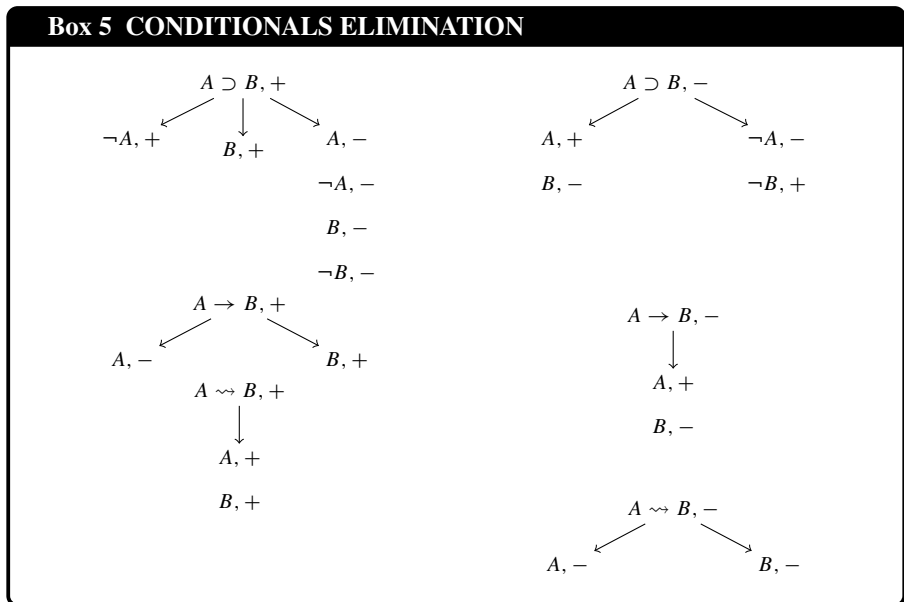 Box 5 CONDITIONALS ELIMINATION
A ⊃ B, +
¬A, +
B, +
A, −
¬A, −
B, −
¬B, −
A ⊃ B, −
A, +
B, −
¬A, −
¬B, +
A → B, +
A, −
B, +
A → B, −
A, +
B, −
A ⇝ B, +
A, +
B, +
A ⇝ B, −
A, −
B, −